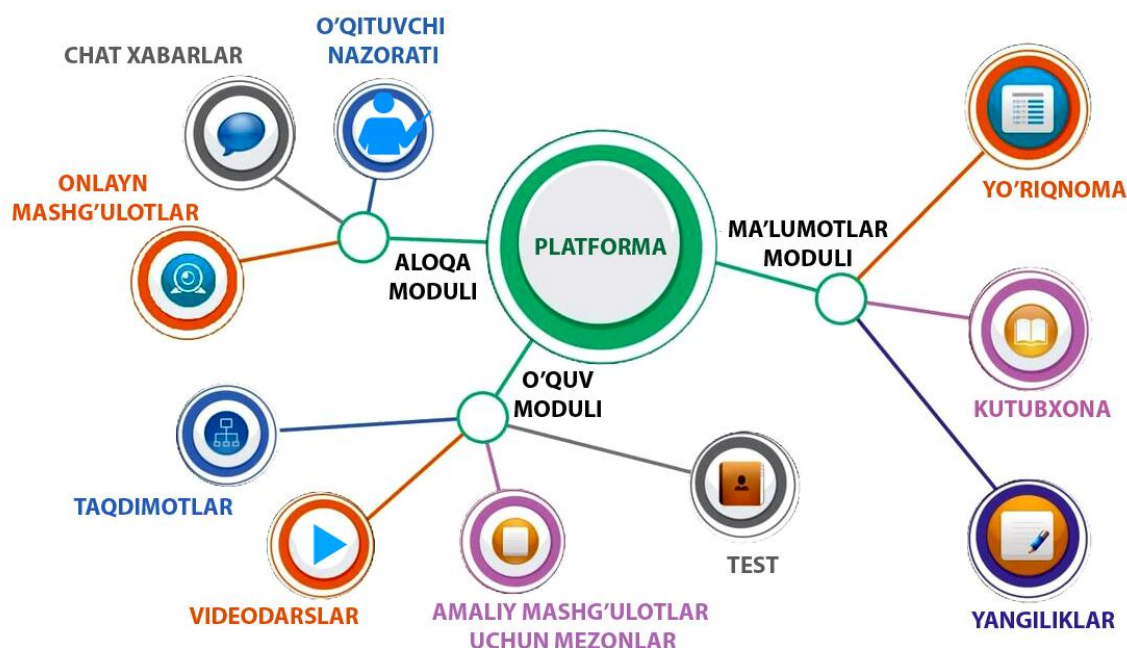 O'QITUVCHI
NAZORATI
CHAT XABARLAR
ONLAYN
MASHG'ULOTLAR
ALOQA
MODULI
PLATFORMA
MA'LUMOTLAR
MODULI
YO'RIQNOMA
KUTUBXONA
YANGILIKLAR
O'QUV
MODULI
TAQDIMOTLAR
VIDEODARSLAR
AMALIY MASHG'ULOTLAR
UCHUN MEZONLAR
TEST